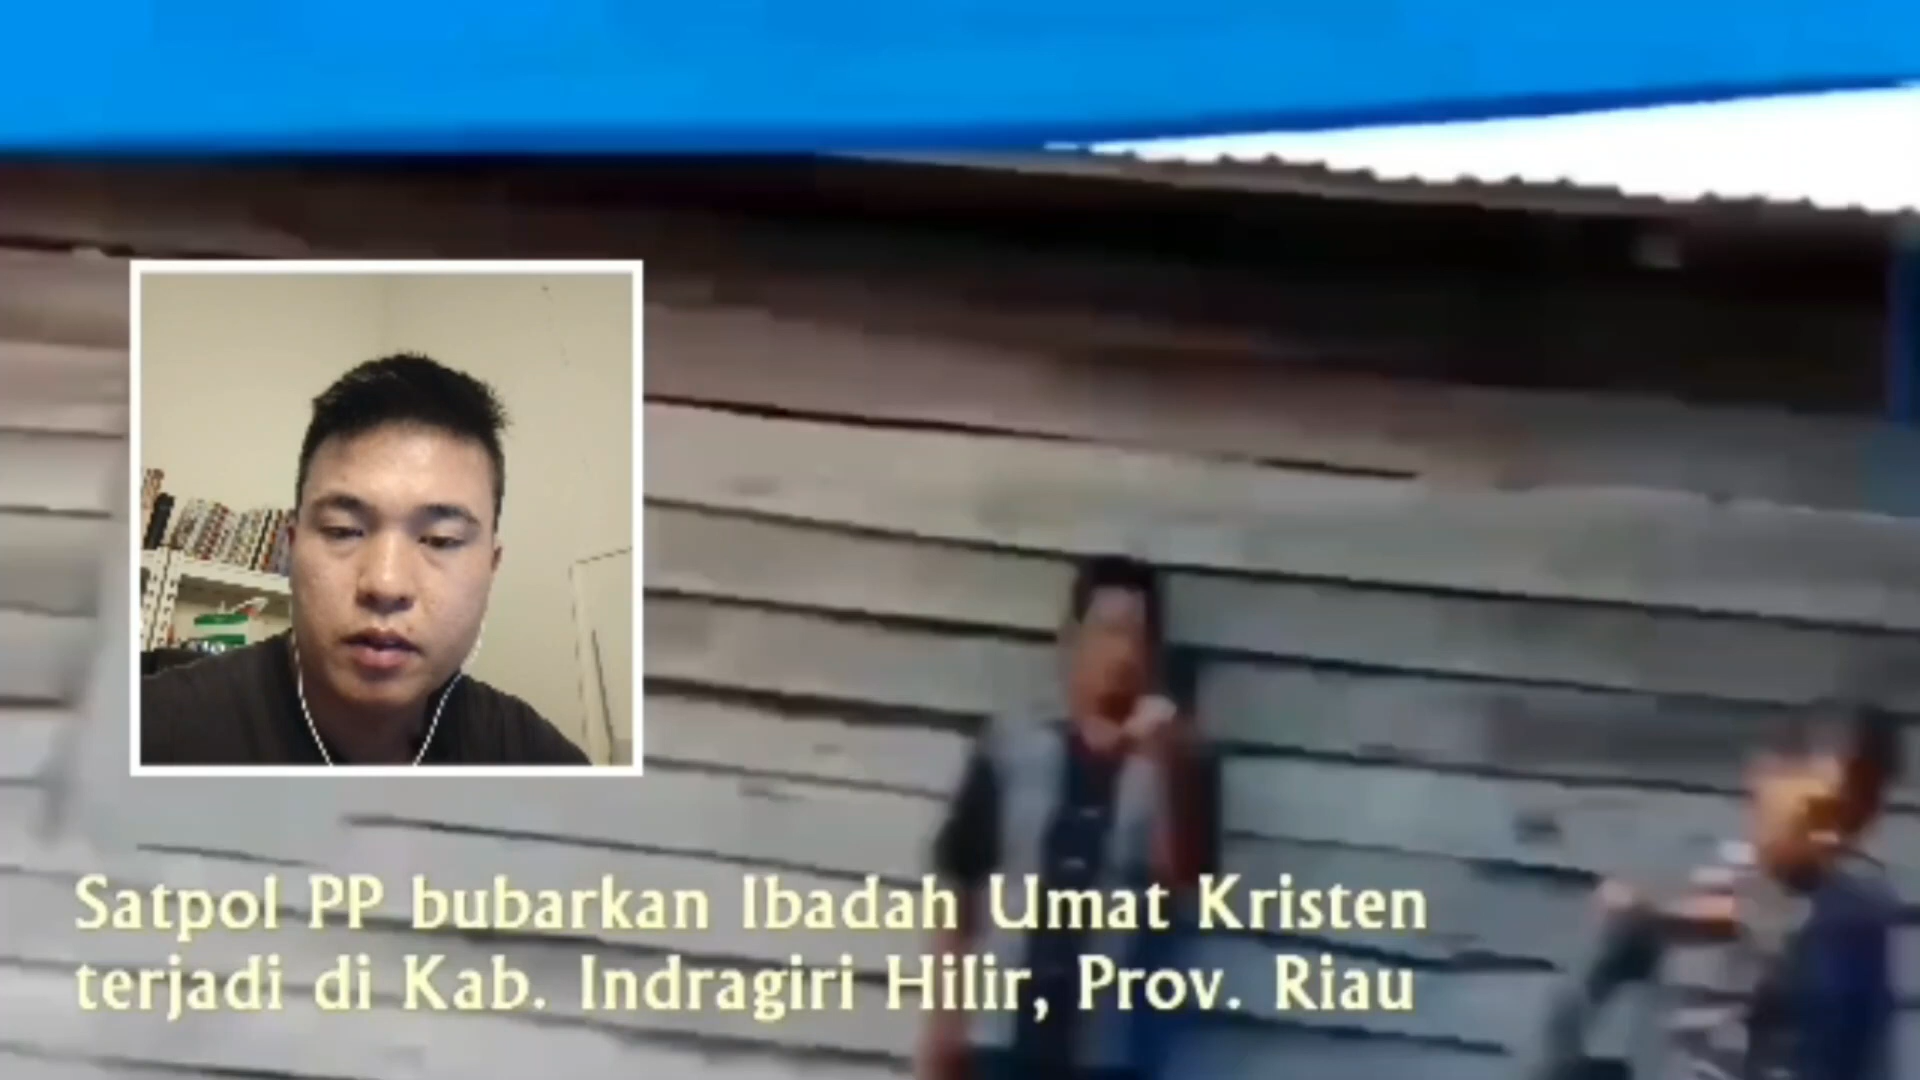 Satpol PP bubarkan Ibadah Umat Kristen
terjadi di Kab. Indragiri Hilir, Prov. Riau